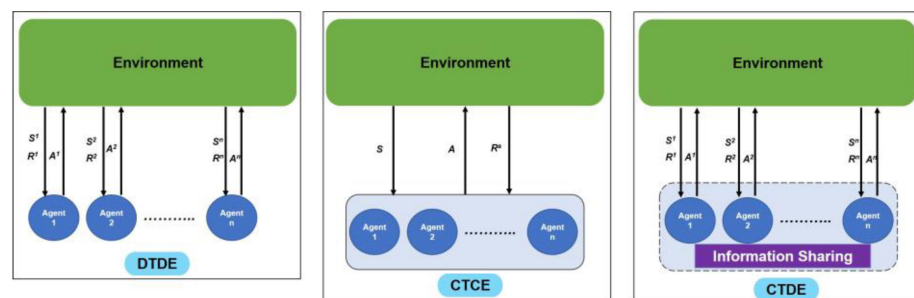 Environment
S¹ R¹ A¹
S² R² A²
Sⁿ Rⁿ Aⁿ
Agent 1
Agent 2
...........
Agent n
DTDE
Environment
S
A
Rᵃ
Agent 1
Agent 2
...........
Agent n
CTCE
Environment
S¹ R¹ A¹
S² R² A²
Sⁿ Rⁿ Aⁿ
Agent 1
Agent 2
...........
Agent n
Information Sharing
CTDE